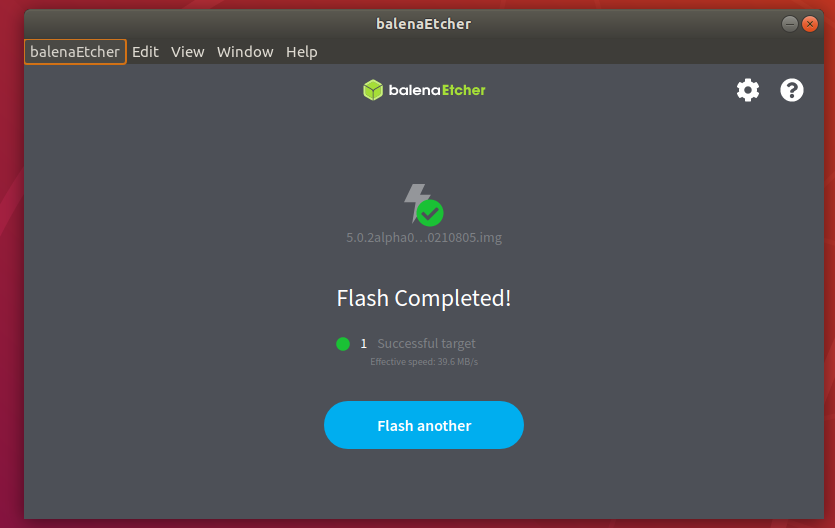 balenaEtcher
balenaEtcher Edit View Window Help
balenaEtcher
5.0.2alpha0...0210805.img
Flash Completed!
1 Successful target
Effective speed: 39.6 MB/s
Flash another